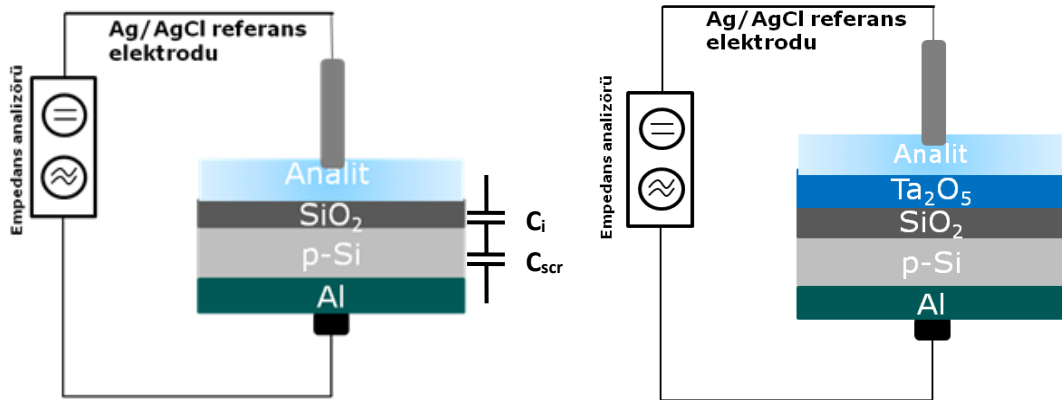 Ag/AgCl referans
elektrodu
Empedans analizörü
Analit
SiO₂
p-Si
Al
Cᵢ
Cscr
Ag/AgCl referans
elektrodu
Empedans analizörü
Analit
Ta₂O₅
SiO₂
p-Si
Al